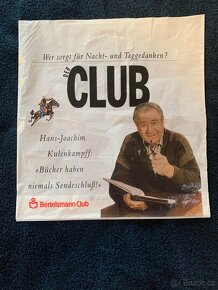 Wer sorgt für Nacht- und Taggedanken?
DER
CLUB
Hans-Joachim
Kulenkampff:
»Bücher haben
niemals Sendeschluß!«
Bertelsmann Club